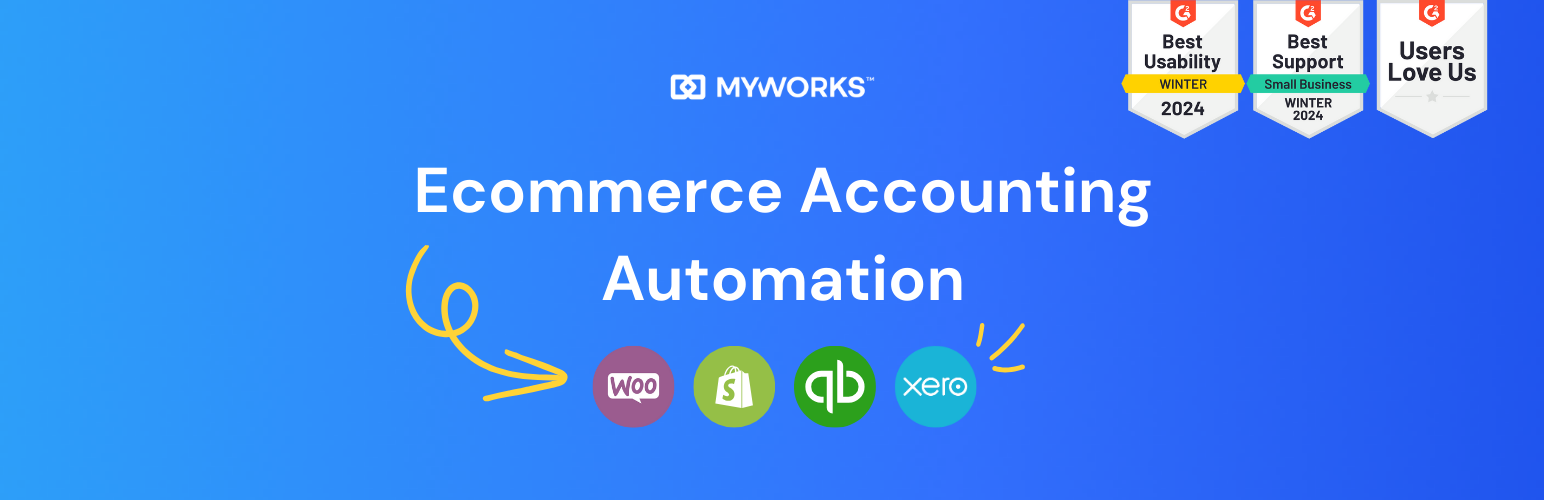 MYWORKS™
Best
Usability
WINTER
2024
Best
Support
Small Business
WINTER
2024
Users
Love Us
Ecommerce Accounting
Automation
WOO
S
qb
xero